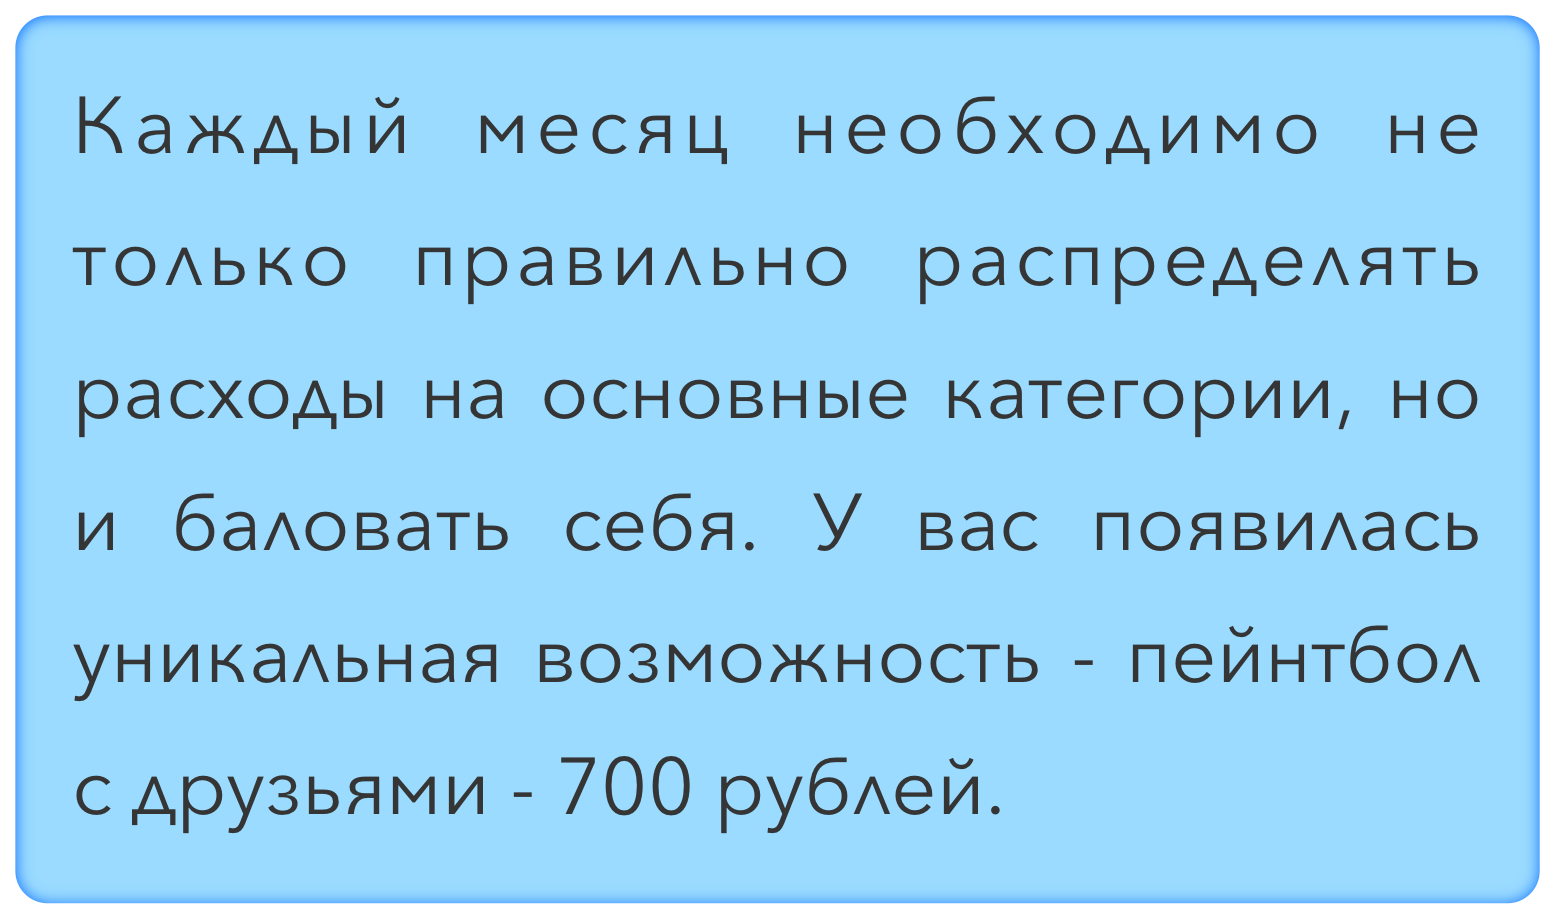 Каждый месяц необходимо не
только правильно распределять
расходы на основные категории, но
и баловать себя. У вас появилась
уникальная возможность - пейнтбол
с друзьями - 700 рублей.